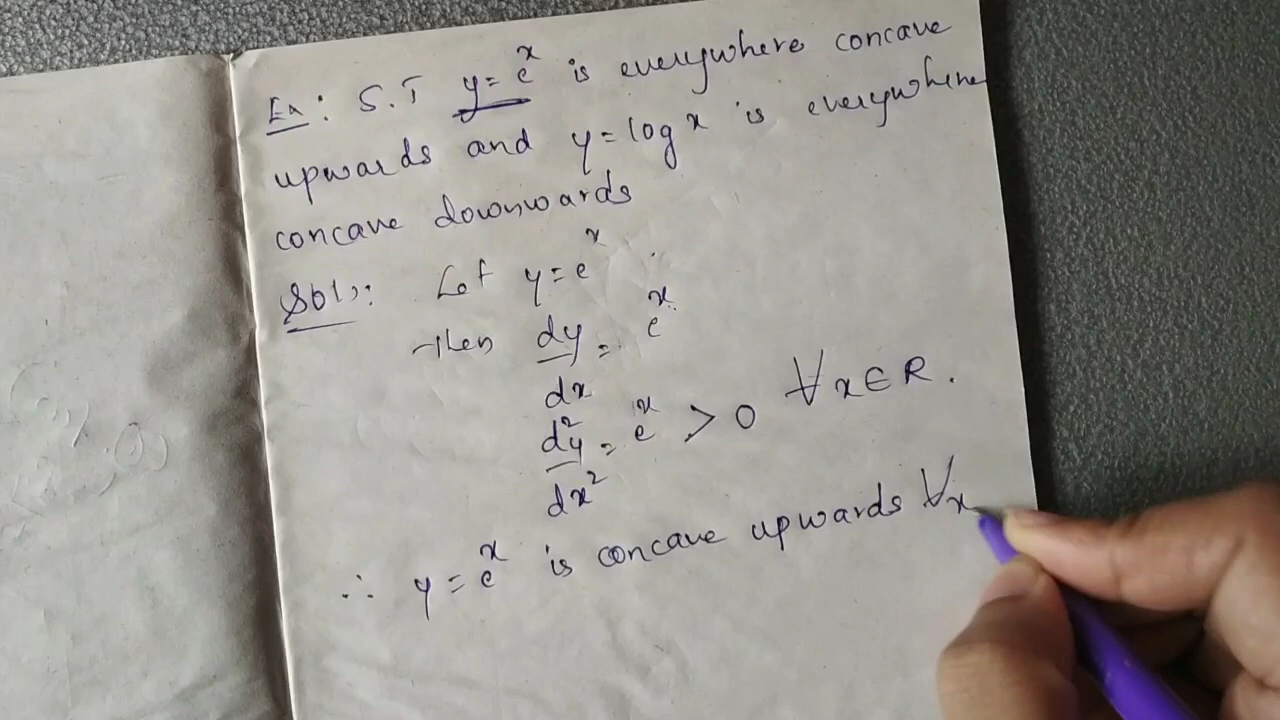 Ex: S.T y = e^x is everywhere concave
upwards and y = log x is everywhere
concave downwards
Sol:: Let y = e^x
Then dy/dx = e^x
d²y/dx² = e^x > 0 ∀ x ∈ R.
∴ y = e^x is concave upwards ∀ x